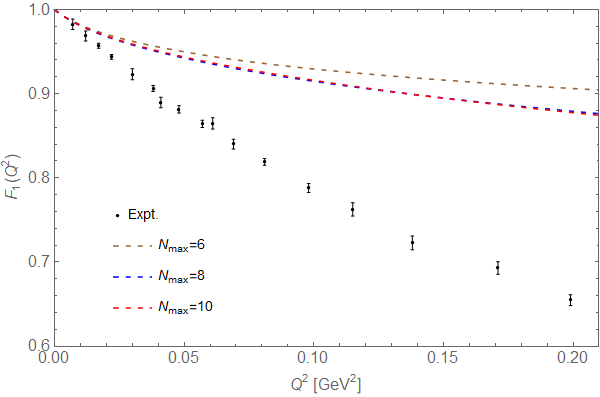 1.0
0.9
0.8
0.7
0.6
F₁(Q²)
Expt.
Nmax=6
Nmax=8
Nmax=10
0.00 0.05 0.10 0.15 0.20
Q² [GeV²]